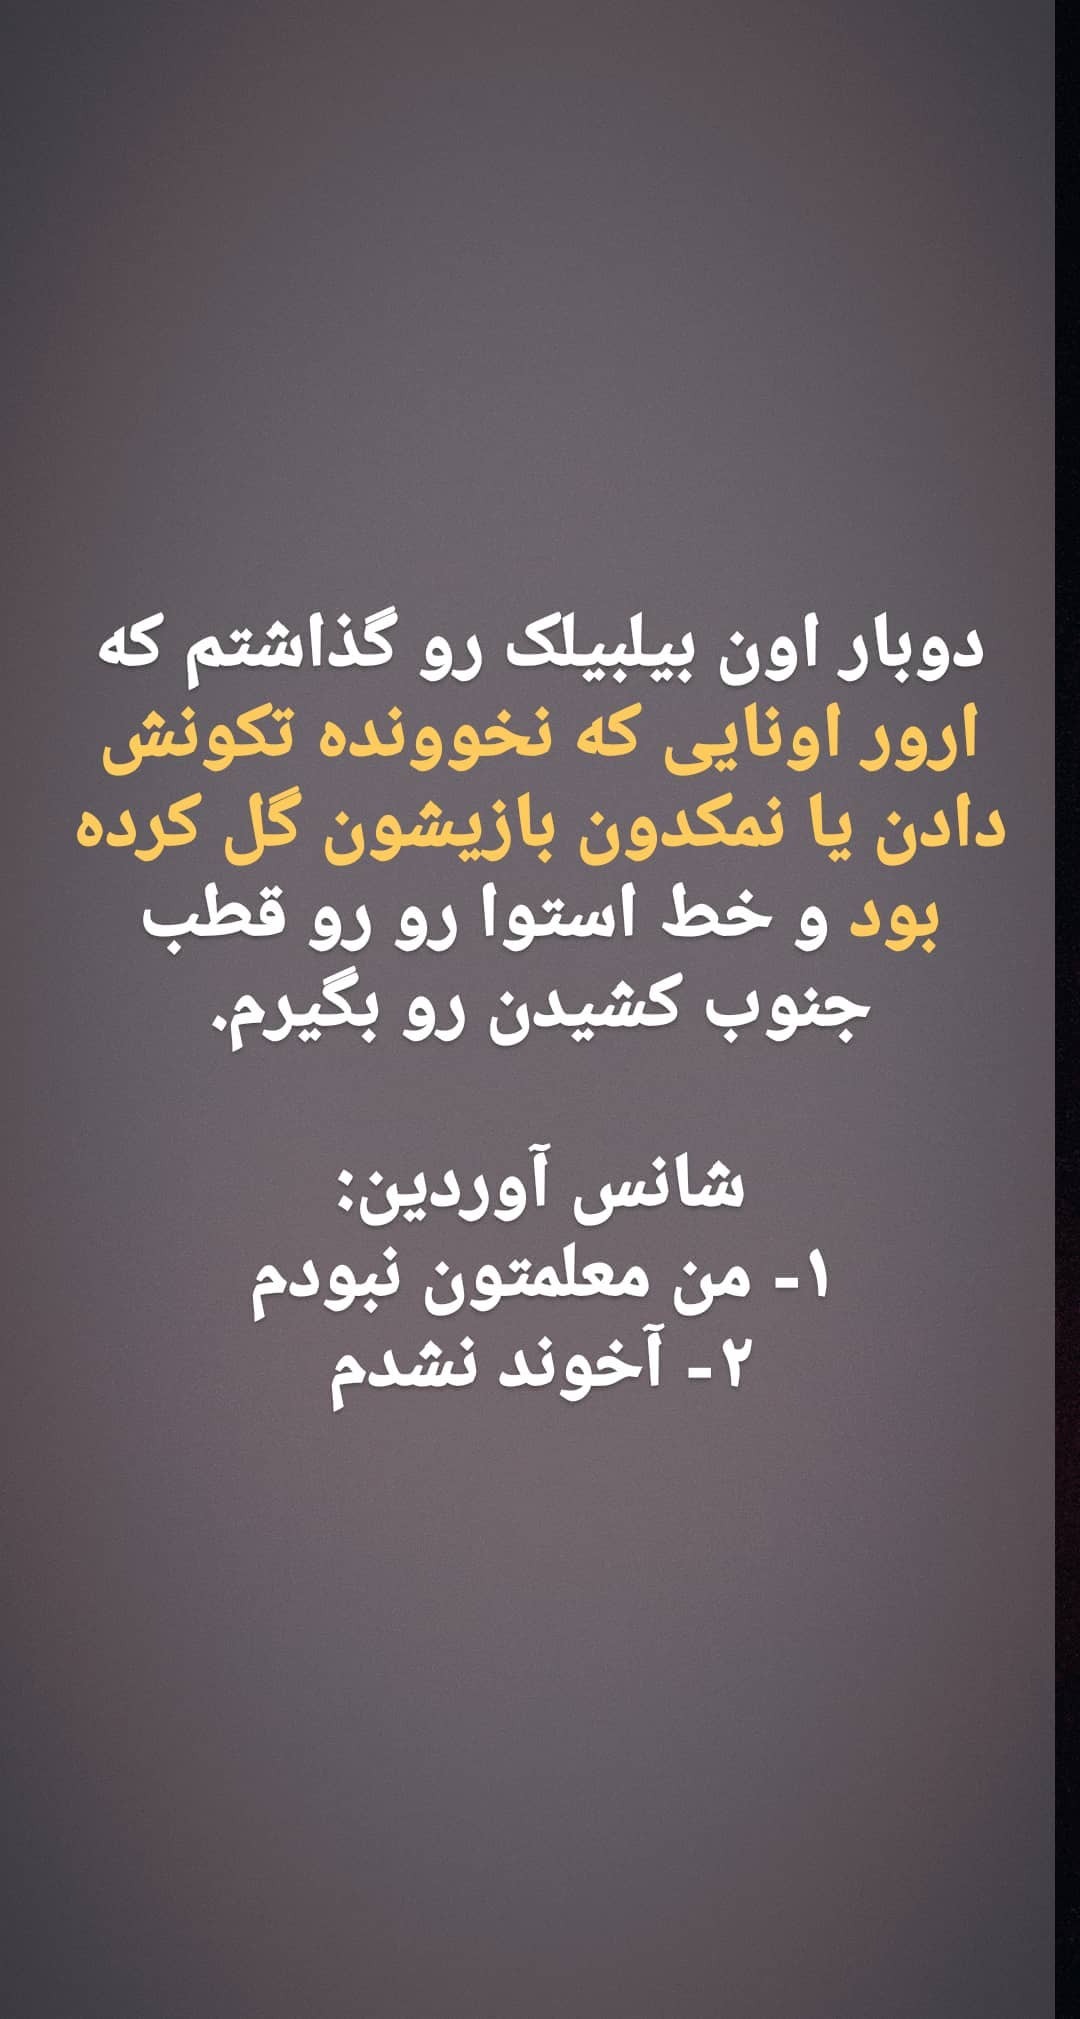 دوبار اون بیلبیلک رو گذاشتم که
ارور اونایی که نخوونده تکونش
دادن یا نمکدون بازیشون گل کرده
بود و خط استوا رو رو قطب
جنوب کشیدن رو بگیرم.
شانس آوردین:
۱- من معلمتون نبودم
۲- آخوند نشدم